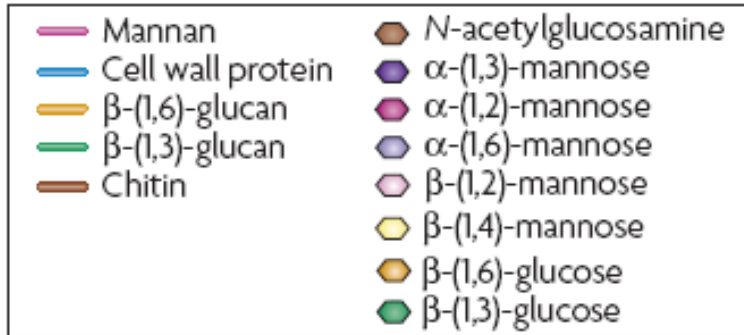 Mannan
Cell wall protein
β-(1,6)-glucan
β-(1,3)-glucan
Chitin
N-acetylglucosamine
α-(1,3)-mannose
α-(1,2)-mannose
α-(1,6)-mannose
β-(1,2)-mannose
β-(1,4)-mannose
β-(1,6)-glucose
β-(1,3)-glucose